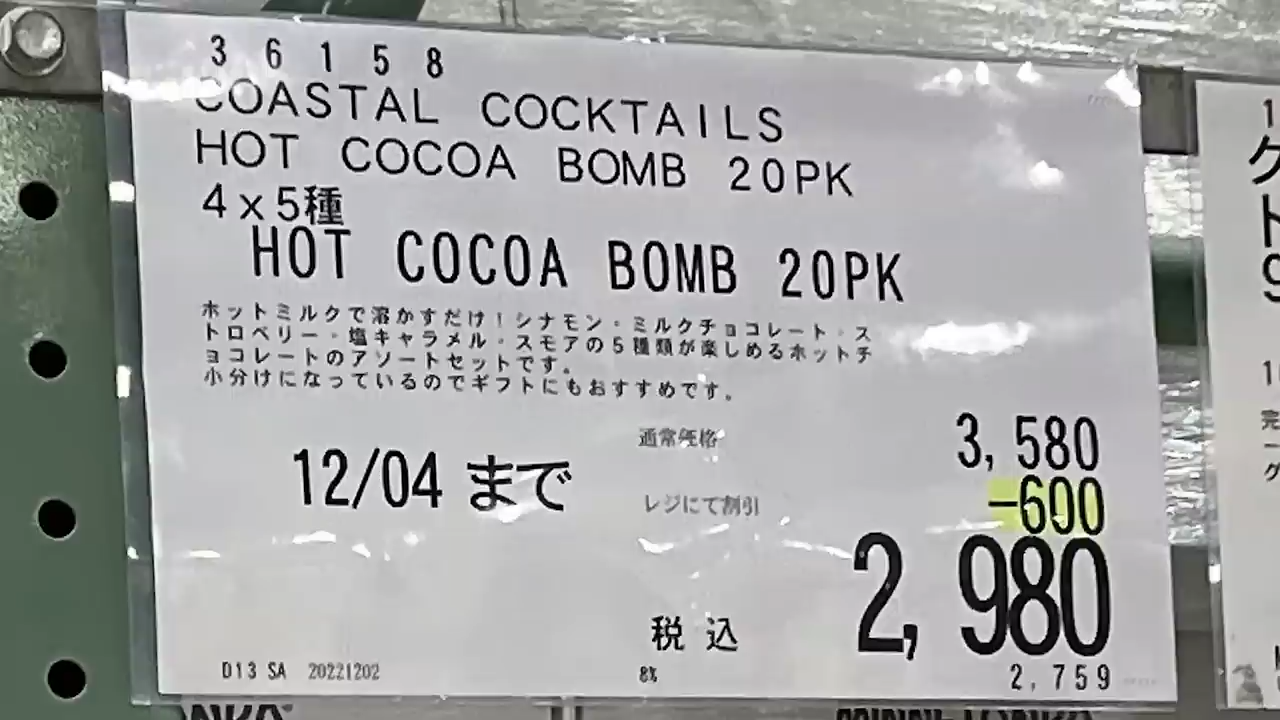 36158
COASTAL COCKTAILS
HOT COCOA BOMB 20PK
4x5種
HOT COCOA BOMB 20PK
ホットミルクで溶かすだけ！シナモン・ミルクチョコレート・ス
トロベリー・塩キャラメル・スモアの5種類が楽しめるホットチ
ョコレートのアソートセットです。
小分けになっているのでギフトにもおすすめです。
通常価格 3,580
12/04 まで
レジにて割引 -600
2,980
税込
D13 SA 20221202 8% 2,759